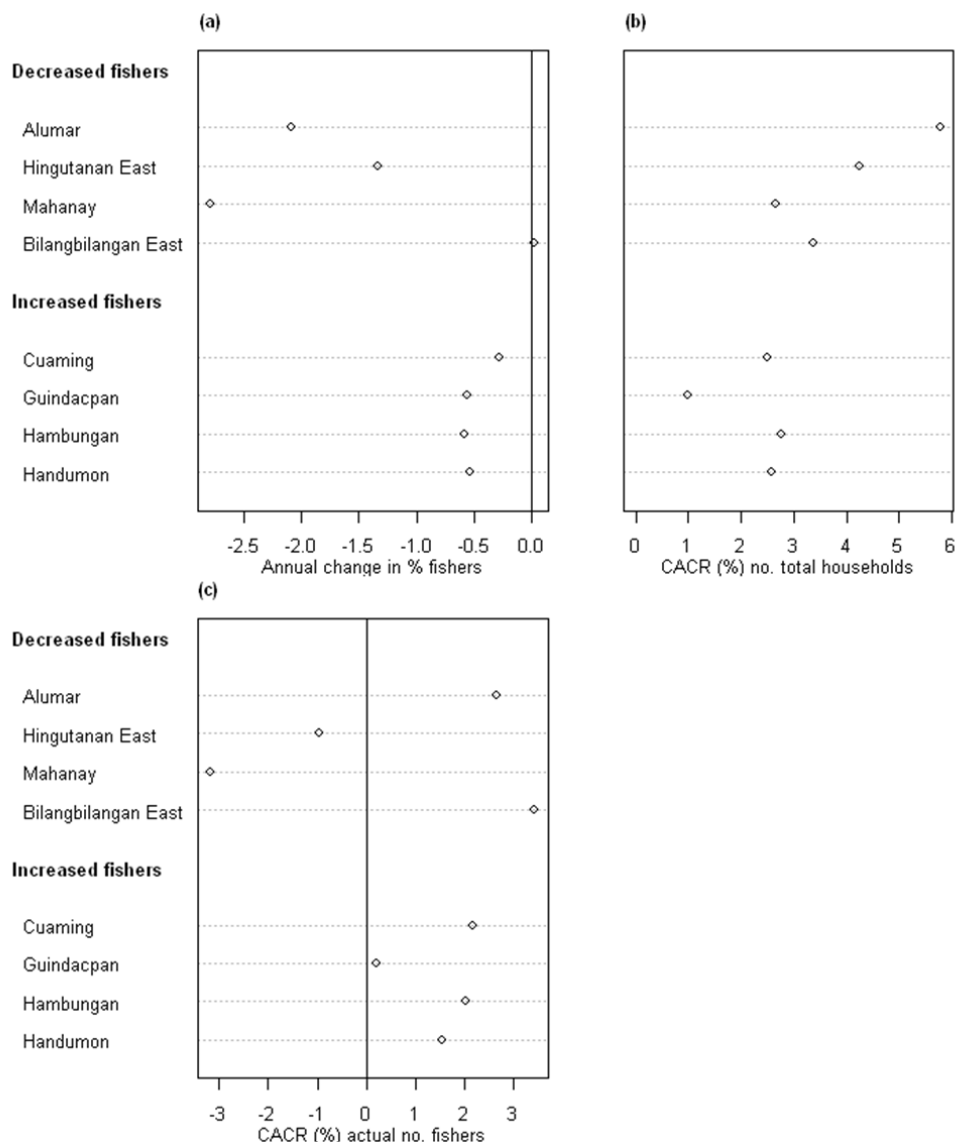 (a)
Decreased fishers
Alumar
Hingutanan East
Mahanay
Bilangbilangan East
Increased fishers
Cuaming
Guindacpan
Hambungan
Handumon
-2.5 -2.0 -1.5 -1.0 -0.5 0.0
Annual change in % fishers
(b)
0 1 2 3 4 5 6
CACR (%) no. total households
(c)
Decreased fishers
Alumar
Hingutanan East
Mahanay
Bilangbilangan East
Increased fishers
Cuaming
Guindacpan
Hambungan
Handumon
-3 -2 -1 0 1 2 3
CACR (%) actual no. fishers